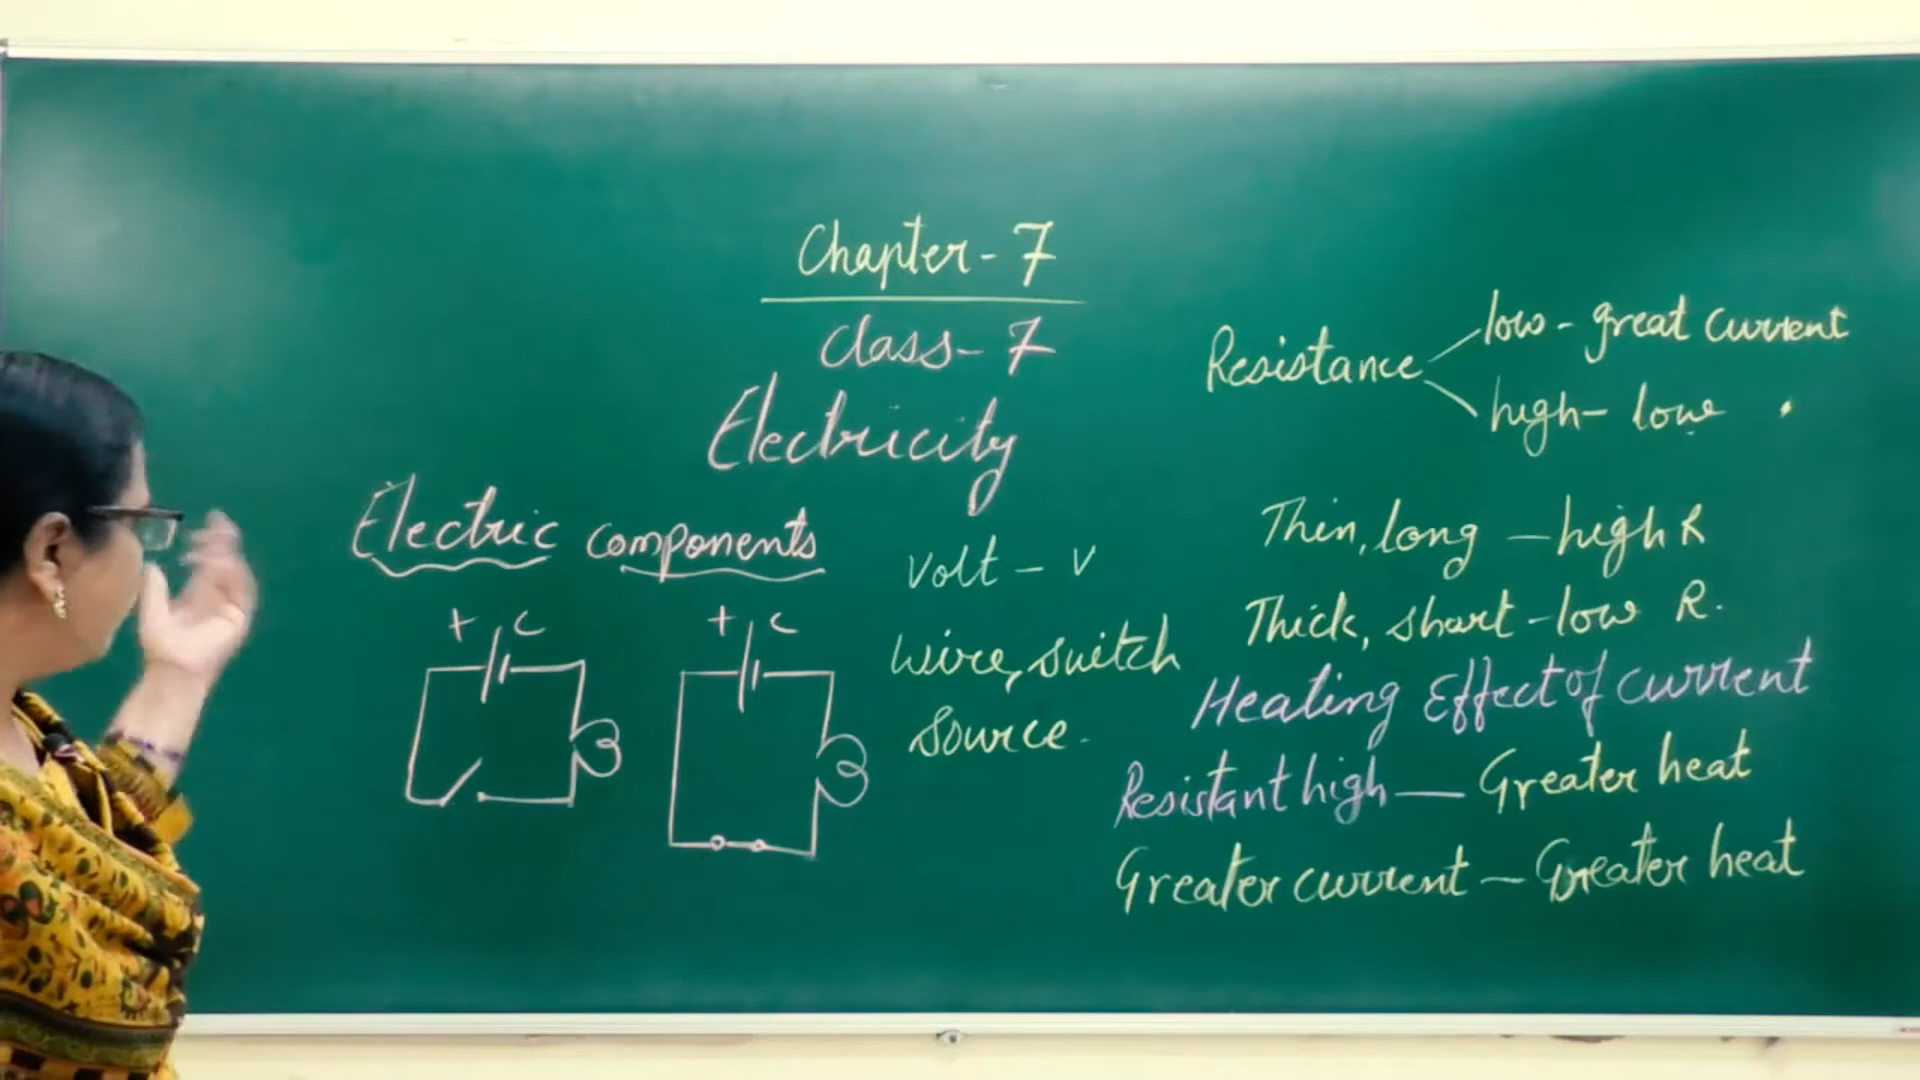 Chapter - 7
Class - 7
Electricity
Electric components
+ -
+ -
Volt - V
Wire, switch
Source.
Resistance
low - great current
high - low
Thin, long - high R
Thick, short - low R.
Heating Effect of current
Resistant high - Greater heat
Greater current - Greater heat